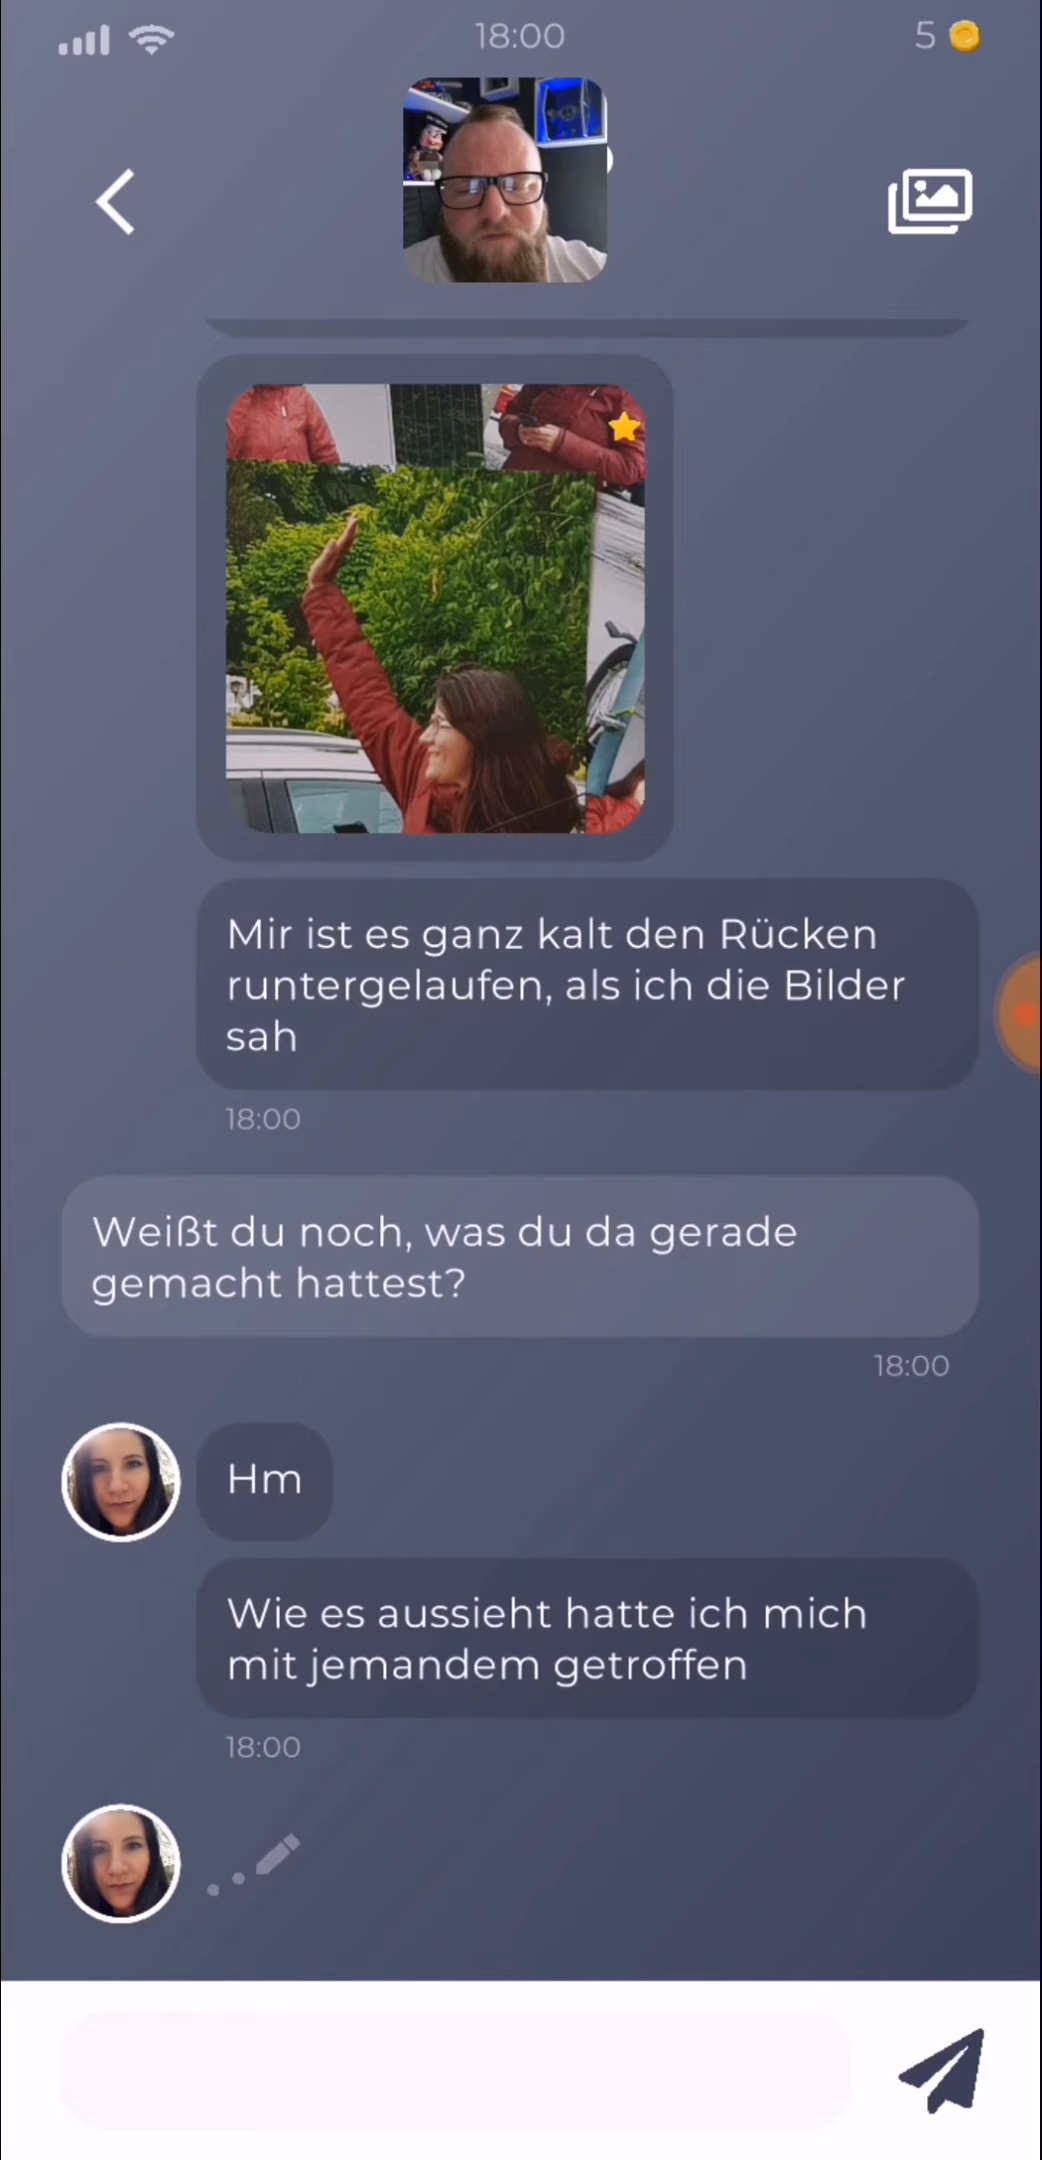 18:00
5
Mir ist es ganz kalt den Rücken
runtergelaufen, als ich die Bilder
sah
18:00
Weißt du noch, was du da gerade
gemacht hattest?
18:00
Hm
Wie es aussieht hatte ich mich
mit jemandem getroffen
18:00